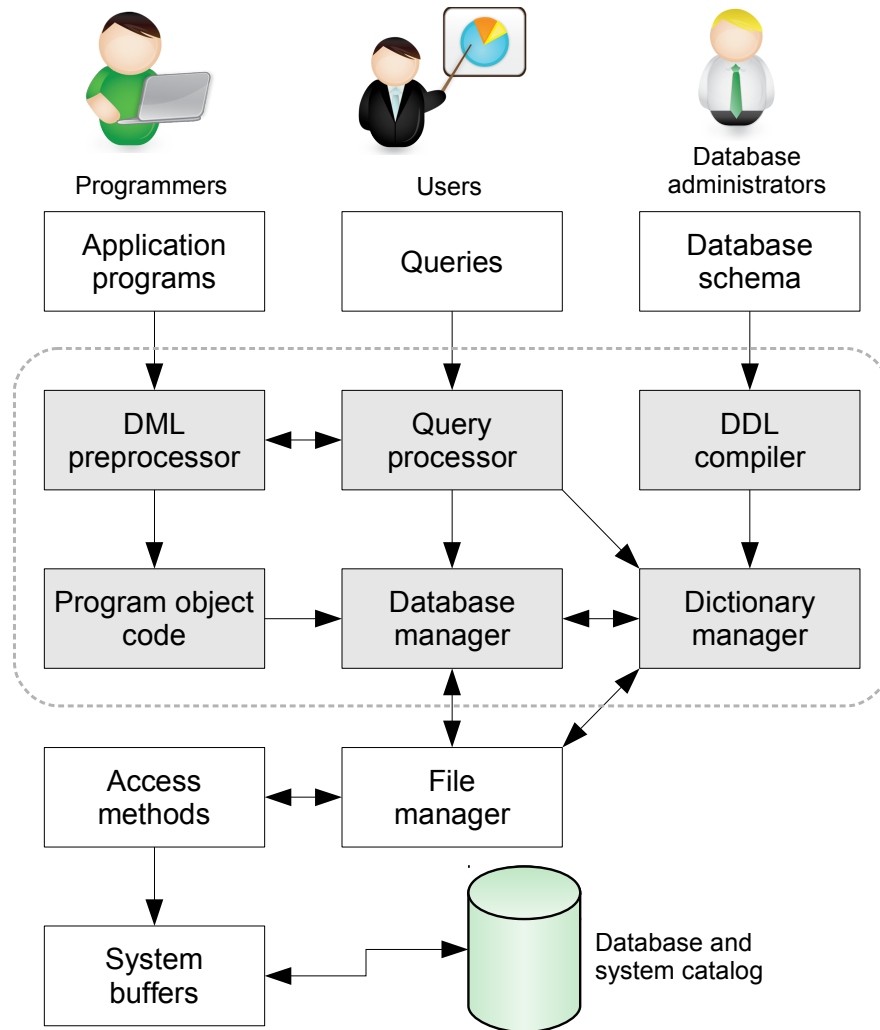 Programmers
Users
Database
administrators
Application
programs
Queries
Database
schema
DML
preprocessor
Query
processor
DDL
compiler
Program object
code
Database
manager
Dictionary
manager
Access
methods
File
manager
System
buffers
Database and
system catalog